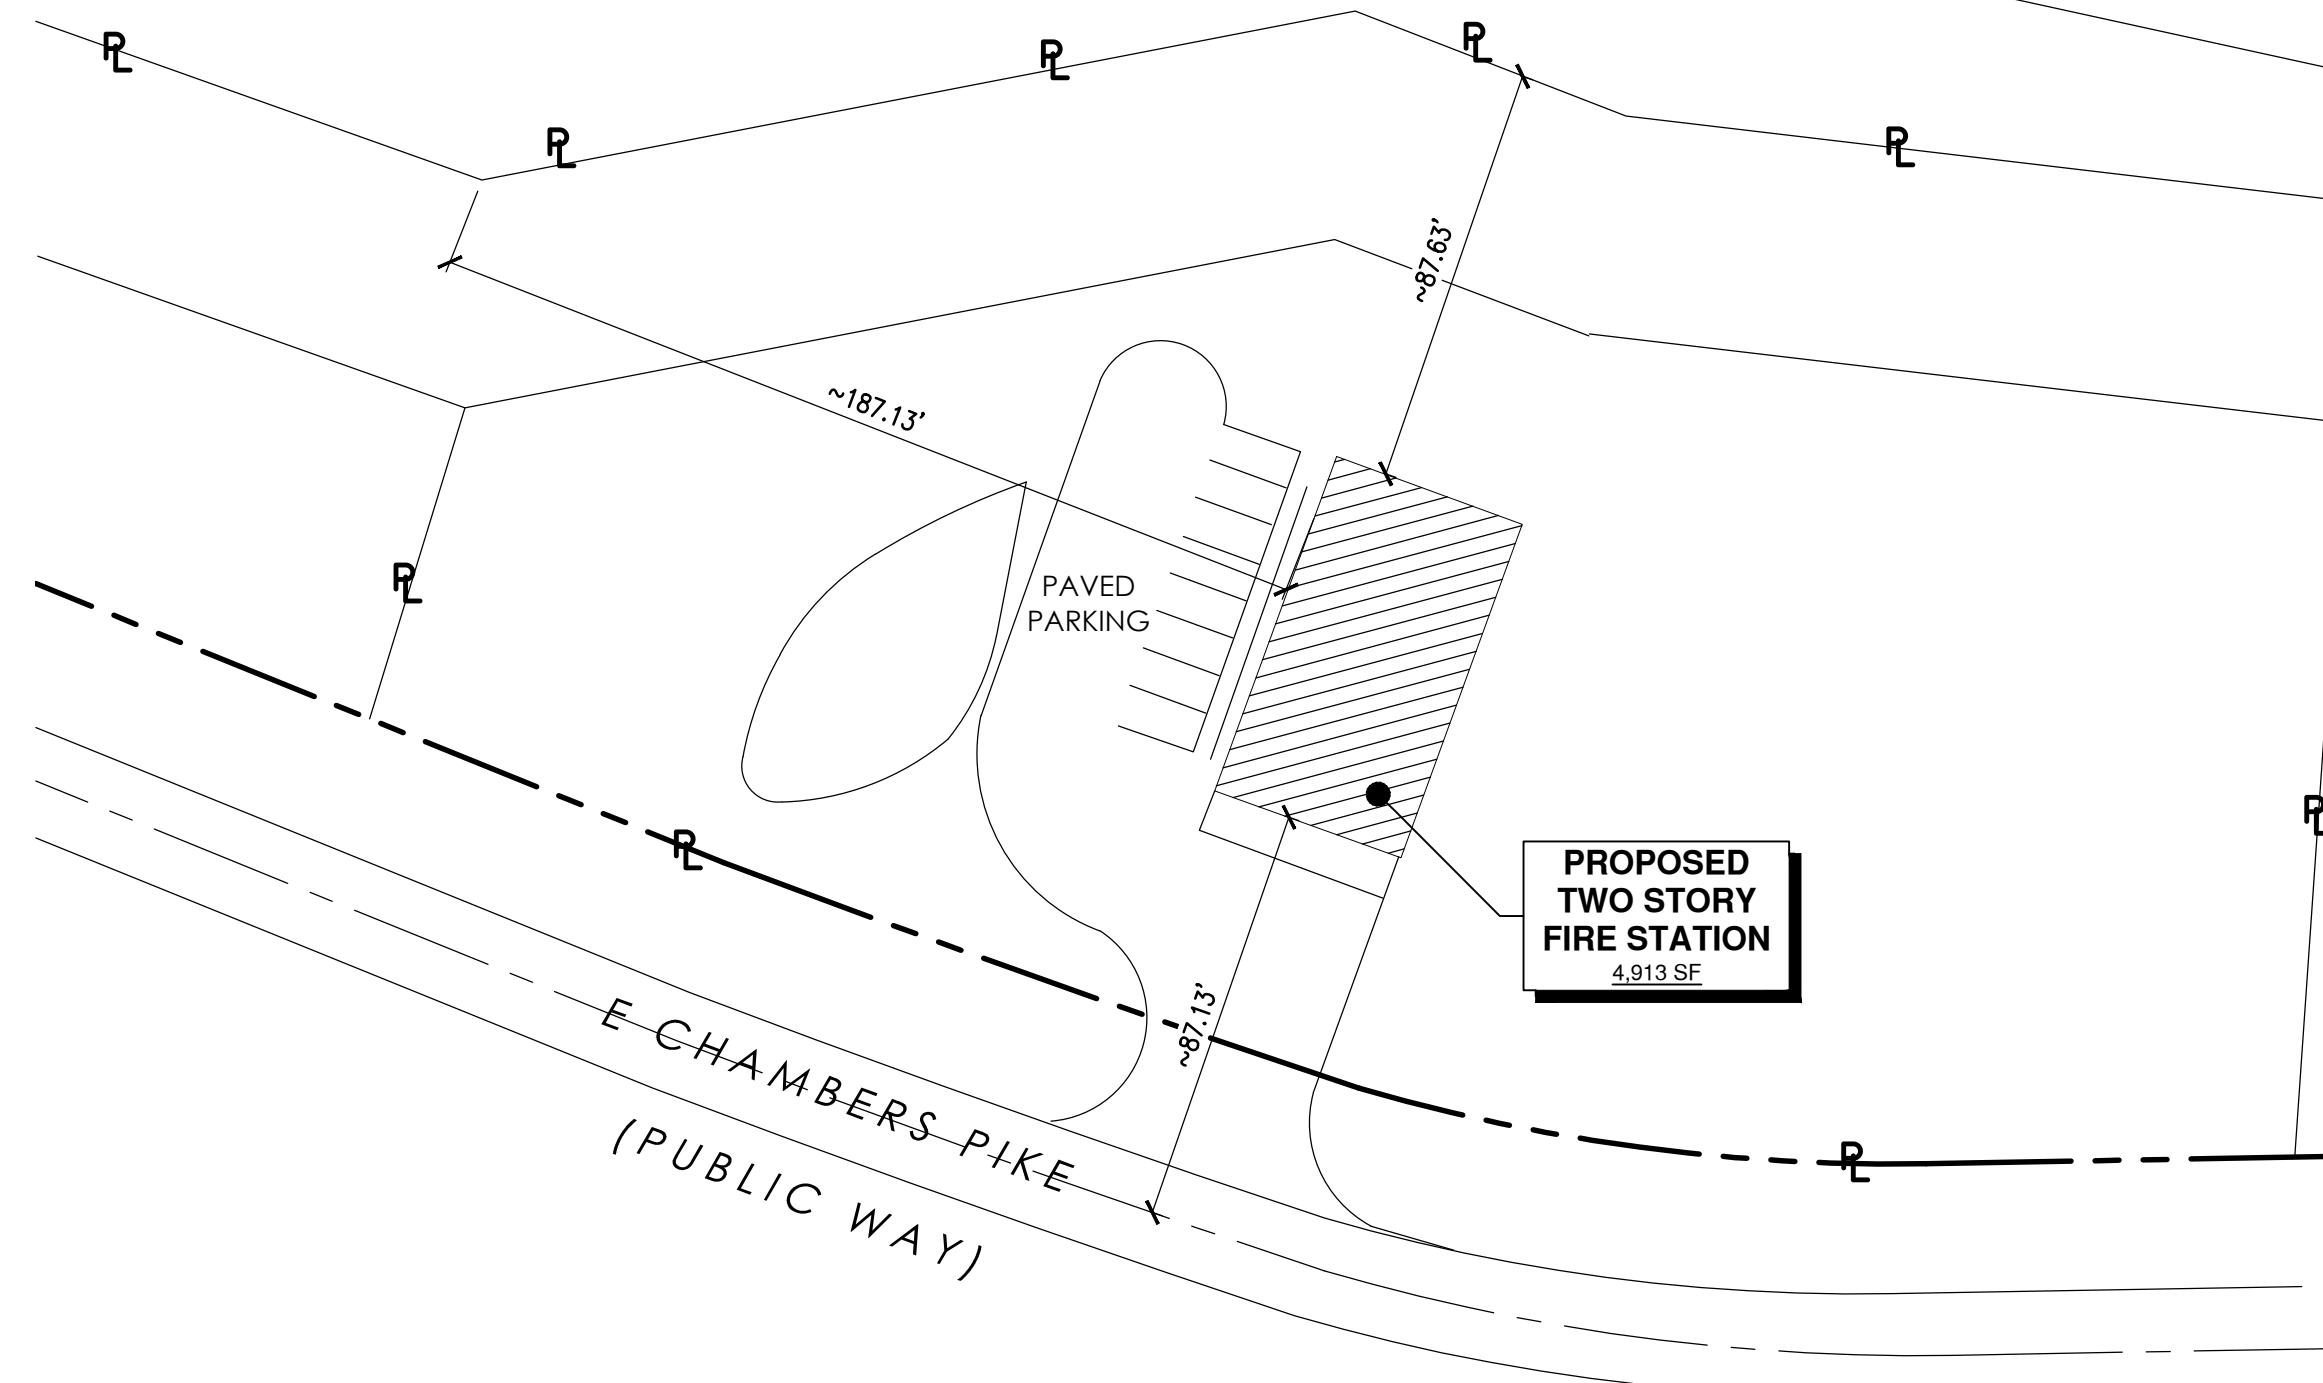 PL
PL
PL
PL
PL
~87.63'
~187.13'
PL
PAVED
PARKING
PL
PL
PROPOSED
TWO STORY
FIRE STATION
4,913 SF
~87.13'
E CHAMBERS PIKE
(PUBLIC WAY)
PL